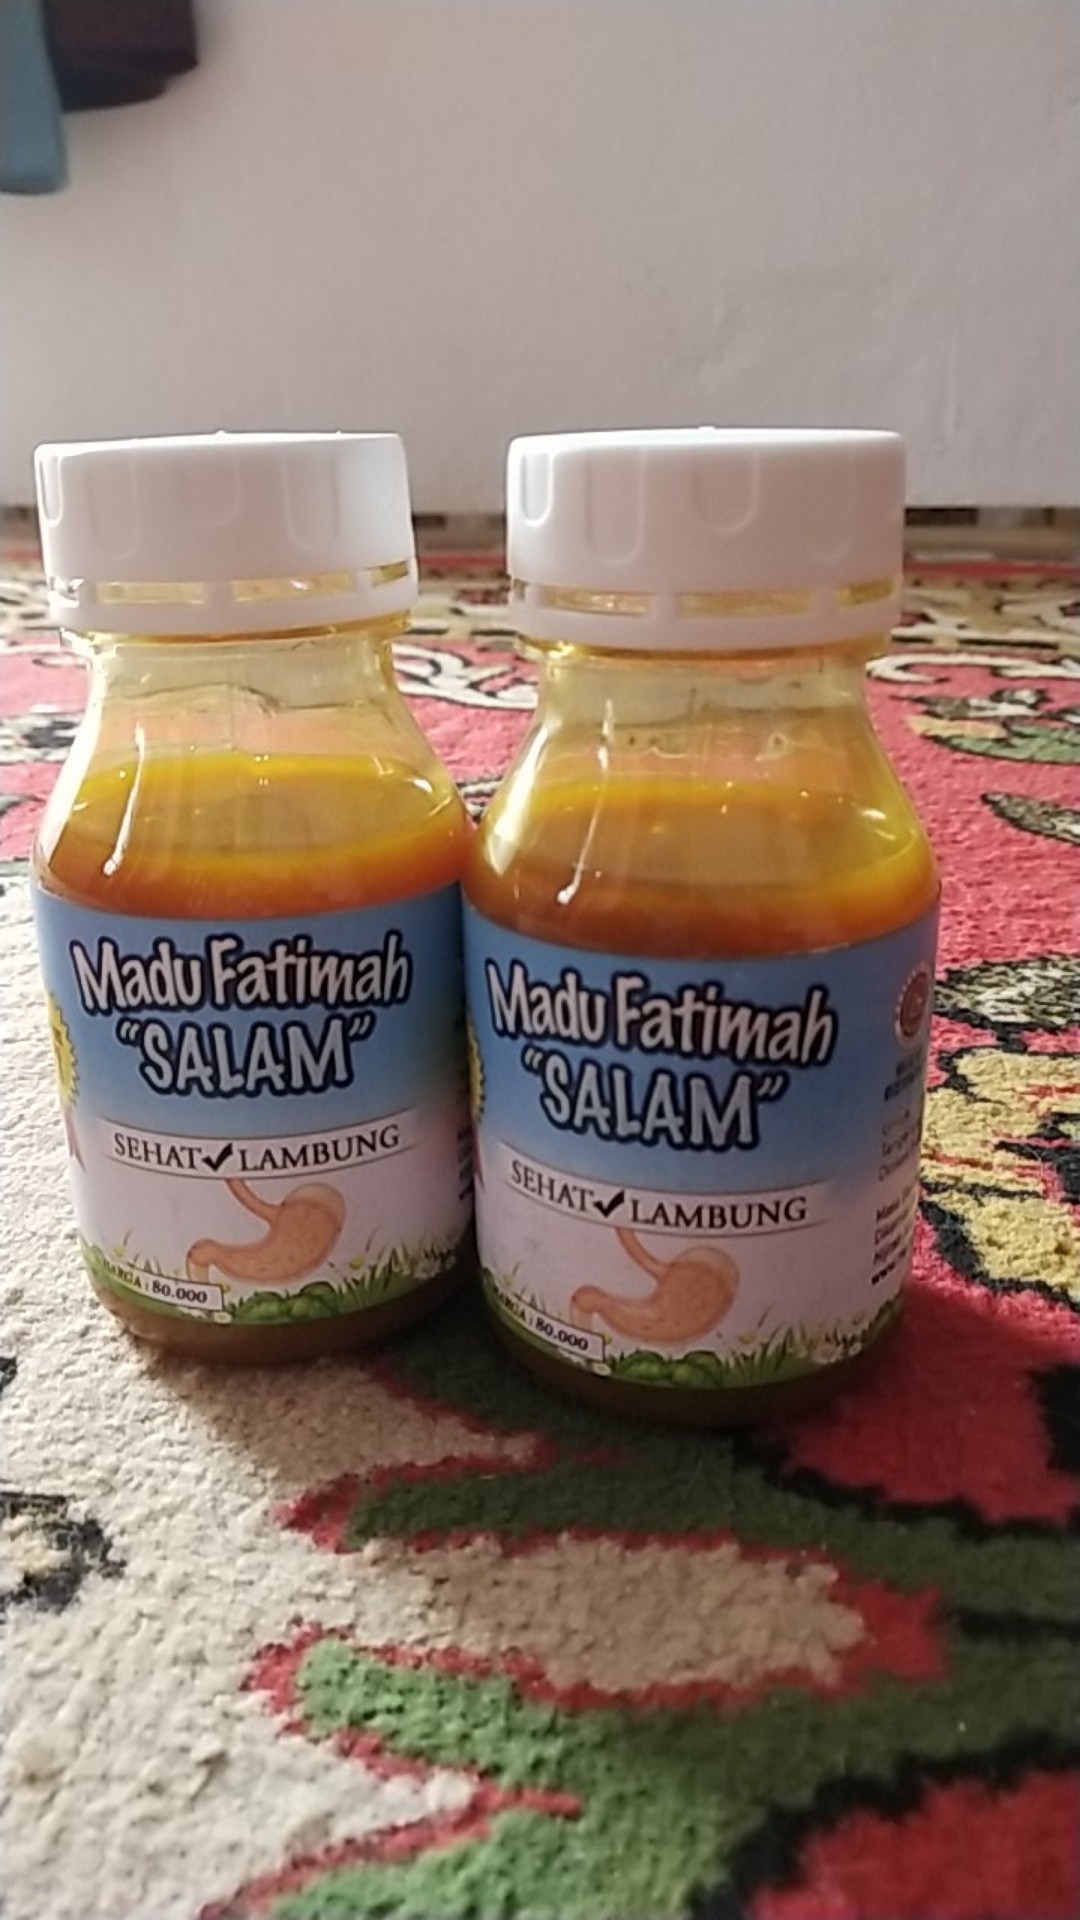 Madu Fatimah
"SALAM"
SEHAT✓LAMBUNG
HARGA : 80.000
Madu Fatimah
"SALAM"
SEHAT✓LAMBUNG
HARGA : 80.000